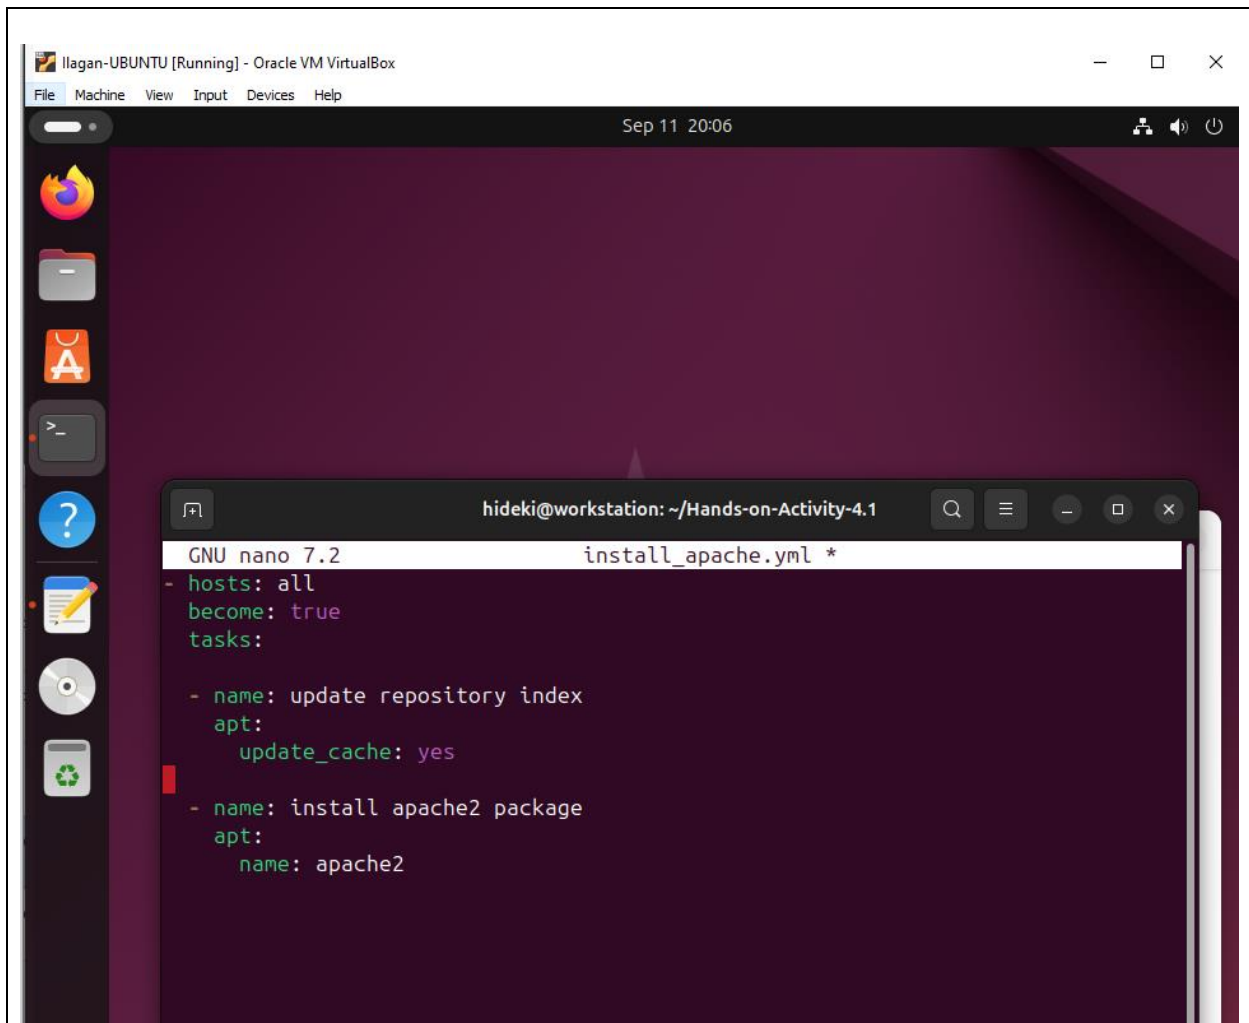 Ilagan-UBUNTU [Running] - Oracle VM VirtualBox
File Machine View Input Devices Help
Sep 11 20:06
hideki@workstation: ~/Hands-on-Activity-4.1
GNU nano 7.2 install_apache.yml *
- hosts: all
become: true
tasks:
- name: update repository index
apt:
update_cache: yes
- name: install apache2 package
apt:
name: apache2